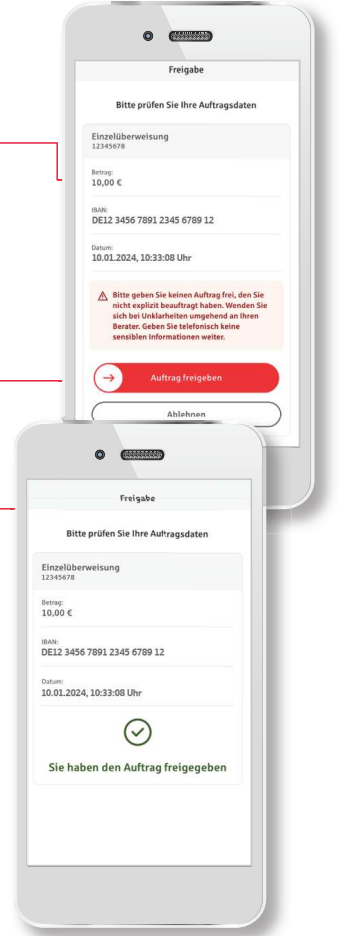 Freigabe
Bitte prüfen Sie Ihre Auftragsdaten
Einzelüberweisung
12345678
Betrag:
10,00 €
IBAN:
DE12 3456 7891 2345 6789 12
Datum:
10.01.2024, 10:33:08 Uhr
Bitte geben Sie keinen Auftrag frei, den Sie
nicht explizit beauftragt haben. Wenden Sie
sich bei Unklarheiten umgehend an Ihren
Berater. Geben Sie telefonisch keine
sensiblen Informationen weiter.
Auftrag freigeben
Ablehnen
Freigabe
Bitte prüfen Sie Ihre Auftragsdaten
Einzelüberweisung
12345678
Betrag:
10,00 €
IBAN:
DE12 3456 7891 2345 6789 12
Datum:
10.01.2024, 10:33:08 Uhr
Sie haben den Auftrag freigegeben